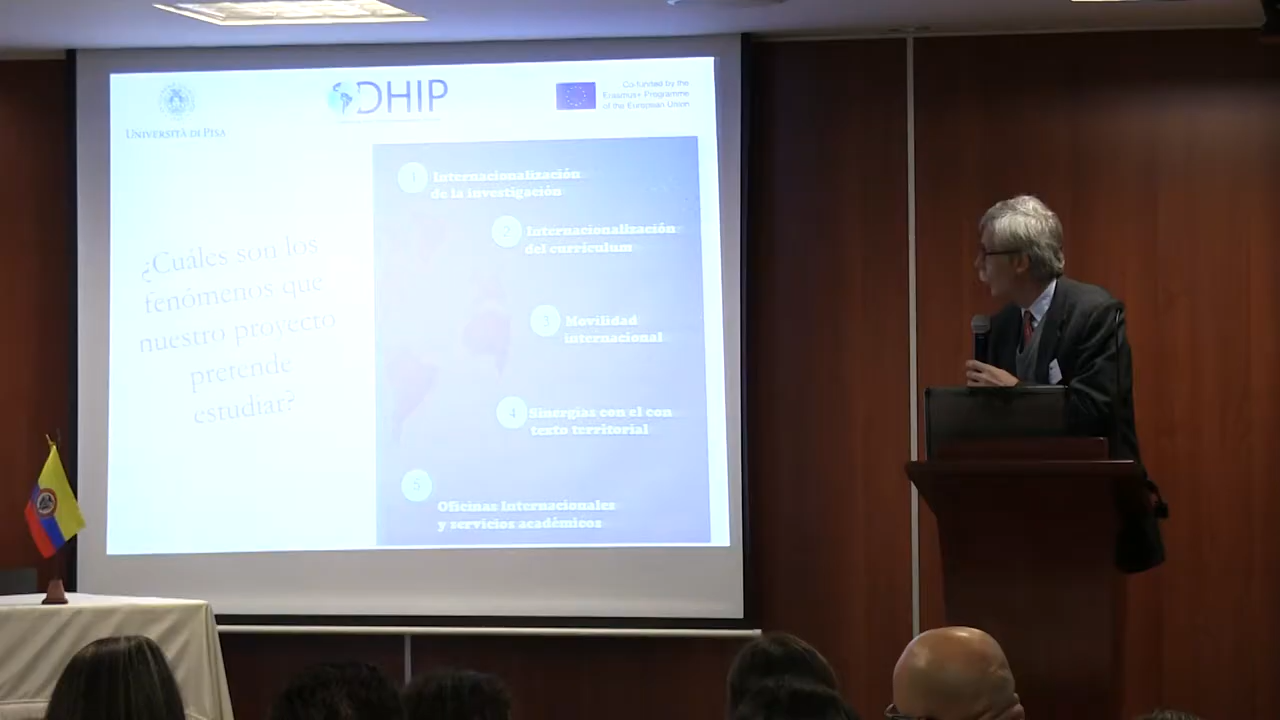 UNIVERSITÀ DI PISA
DHIP
Co-funded by the
Erasmus+ Programme
of the European Union
¿Cuáles son los
fenómenos que
nuestro proyecto
pretende
estudiar?
1 Internacionalización
de la investigación
2 Internacionalización
del curriculum
3 Movilidad
internacional
4 Sinergias con el con
texto territorial
5 Oficinas Internacionales
y servicios académicos